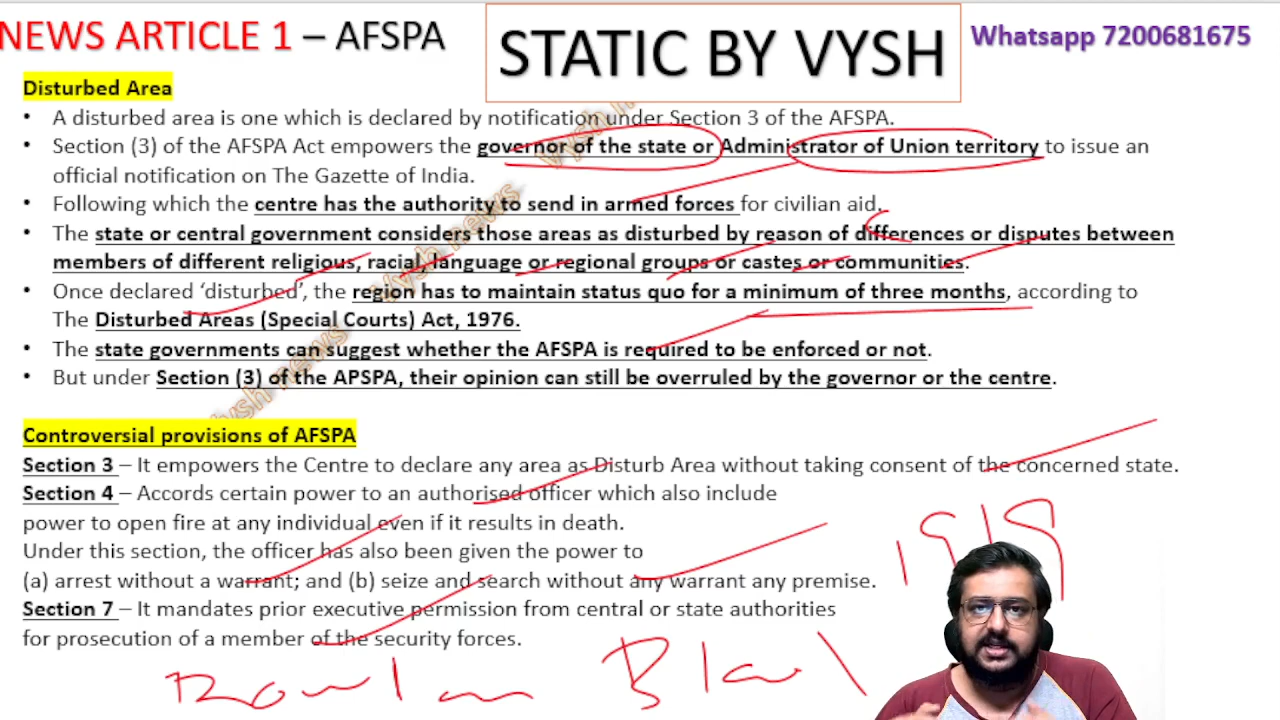 NEWS ARTICLE 1 – AFSPA
STATIC BY VYSH
Whatsapp 7200681675
Disturbed Area
• A disturbed area is one which is declared by notification under Section 3 of the AFSPA.
• Section (3) of the AFSPA Act empowers the governor of the state or Administrator of Union territory to issue an
official notification on The Gazette of India.
• Following which the centre has the authority to send in armed forces for civilian aid.
• The state or central government considers those areas as disturbed by reason of differences or disputes between
members of different religious, racial, language or regional groups or castes or communities.
• Once declared ‘disturbed’, the region has to maintain status quo for a minimum of three months, according to
The Disturbed Areas (Special Courts) Act, 1976.
• The state governments can suggest whether the AFSPA is required to be enforced or not.
• But under Section (3) of the APSPA, their opinion can still be overruled by the governor or the centre.
Vysh news
Controversial provisions of AFSPA
Section 3 – It empowers the Centre to declare any area as Disturb Area without taking consent of the concerned state.
Section 4 – Accords certain power to an authorised officer which also include
power to open fire at any individual even if it results in death.
Under this section, the officer has also been given the power to
(a) arrest without a warrant; and (b) seize and search without any warrant any premise.
Section 7 – It mandates prior executive permission from central or state authorities
for prosecution of a member of the security forces.
1919